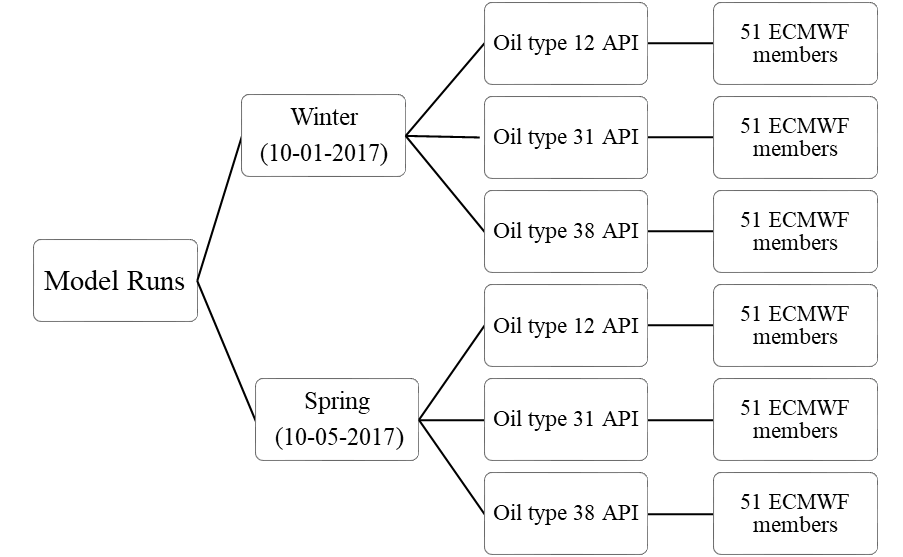 Model Runs
Winter
(10-01-2017)
Oil type 12 API
51 ECMWF
members
Oil type 31 API
51 ECMWF
members
Oil type 38 API
51 ECMWF
members
Spring
(10-05-2017)
Oil type 12 API
51 ECMWF
members
Oil type 31 API
51 ECMWF
members
Oil type 38 API
51 ECMWF
members